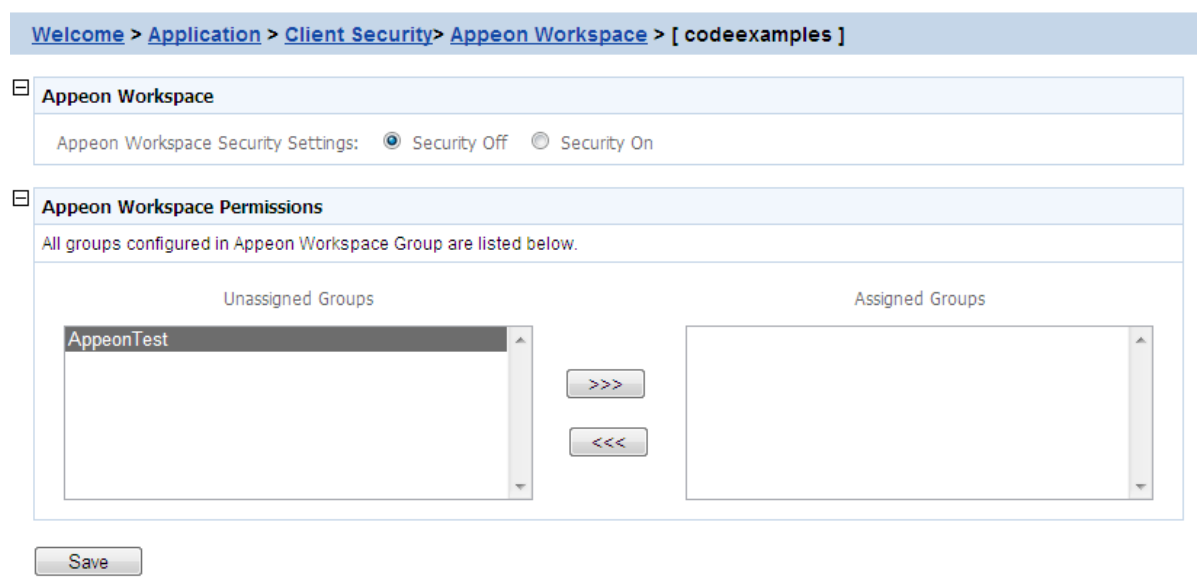 Welcome > Application > Client Security> Appeon Workspace > [ codeexamples ]
Appeon Workspace
Appeon Workspace Security Settings: Security Off Security On
Appeon Workspace Permissions
All groups configured in Appeon Workspace Group are listed below.
Unassigned Groups Assigned Groups
AppeonTest
>>>
<<<
Save